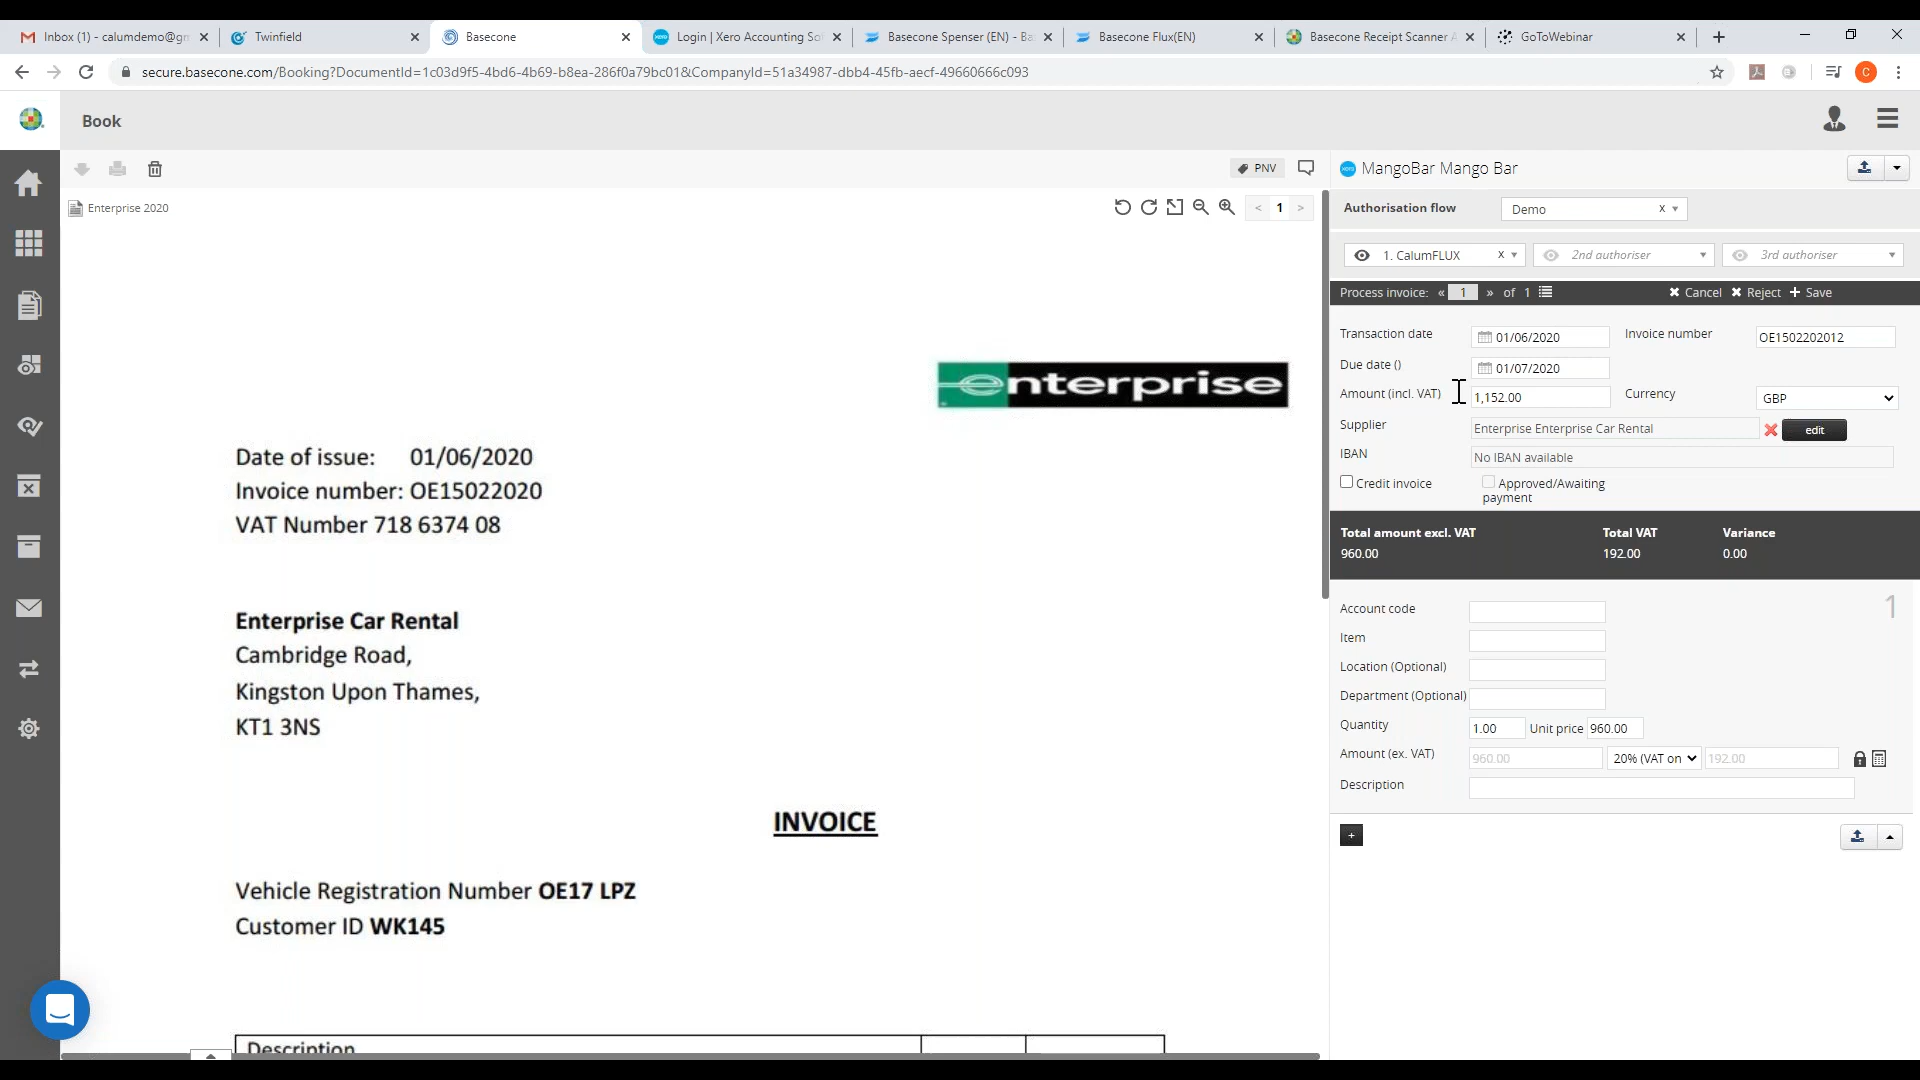 Inbox (1) - calumdemo@gm
Twinfield
Basecone
Login | Xero Accounting So
Basecone Spenser (EN) - Ba
Basecone Flux(EN)
Basecone Receipt Scanner A
GoToWebinar
secure.basecone.com/Booking?DocumentId=1c03d9f5-4bd6-4b69-b8ea-286f0a79bc01&CompanyId=51a34987-dbb4-45fb-aecf-49660666c093
C
Book
PNV
MangoBar Mango Bar
Enterprise 2020
< 1 >
Authorisation flow
Demo x
1. CalumFLUX x
2nd authoriser
3rd authoriser
Process invoice: « 1 » of 1
Cancel
Reject
+ Save
Transaction date
01/06/2020
Invoice number
OE1502202012
Due date ()
01/07/2020
Amount (incl. VAT)
1,152.00
Currency
GBP
Supplier
Enterprise Enterprise Car Rental
edit
IBAN
No IBAN available
Credit invoice
Approved/Awaiting
payment
Total amount excl. VAT
Total VAT
Variance
960.00
192.00
0.00
Account code
1
Item
Location (Optional)
Department (Optional)
Quantity
1.00
Unit price
960.00
Amount (ex. VAT)
960.00
20% (VAT on
192.00
Description
+
enterprise
Date of issue: 01/06/2020
Invoice number: OE15022020
VAT Number 718 6374 08
Enterprise Car Rental
Cambridge Road,
Kingston Upon Thames,
KT1 3NS
INVOICE
Vehicle Registration Number OE17 LPZ
Customer ID WK145
Description